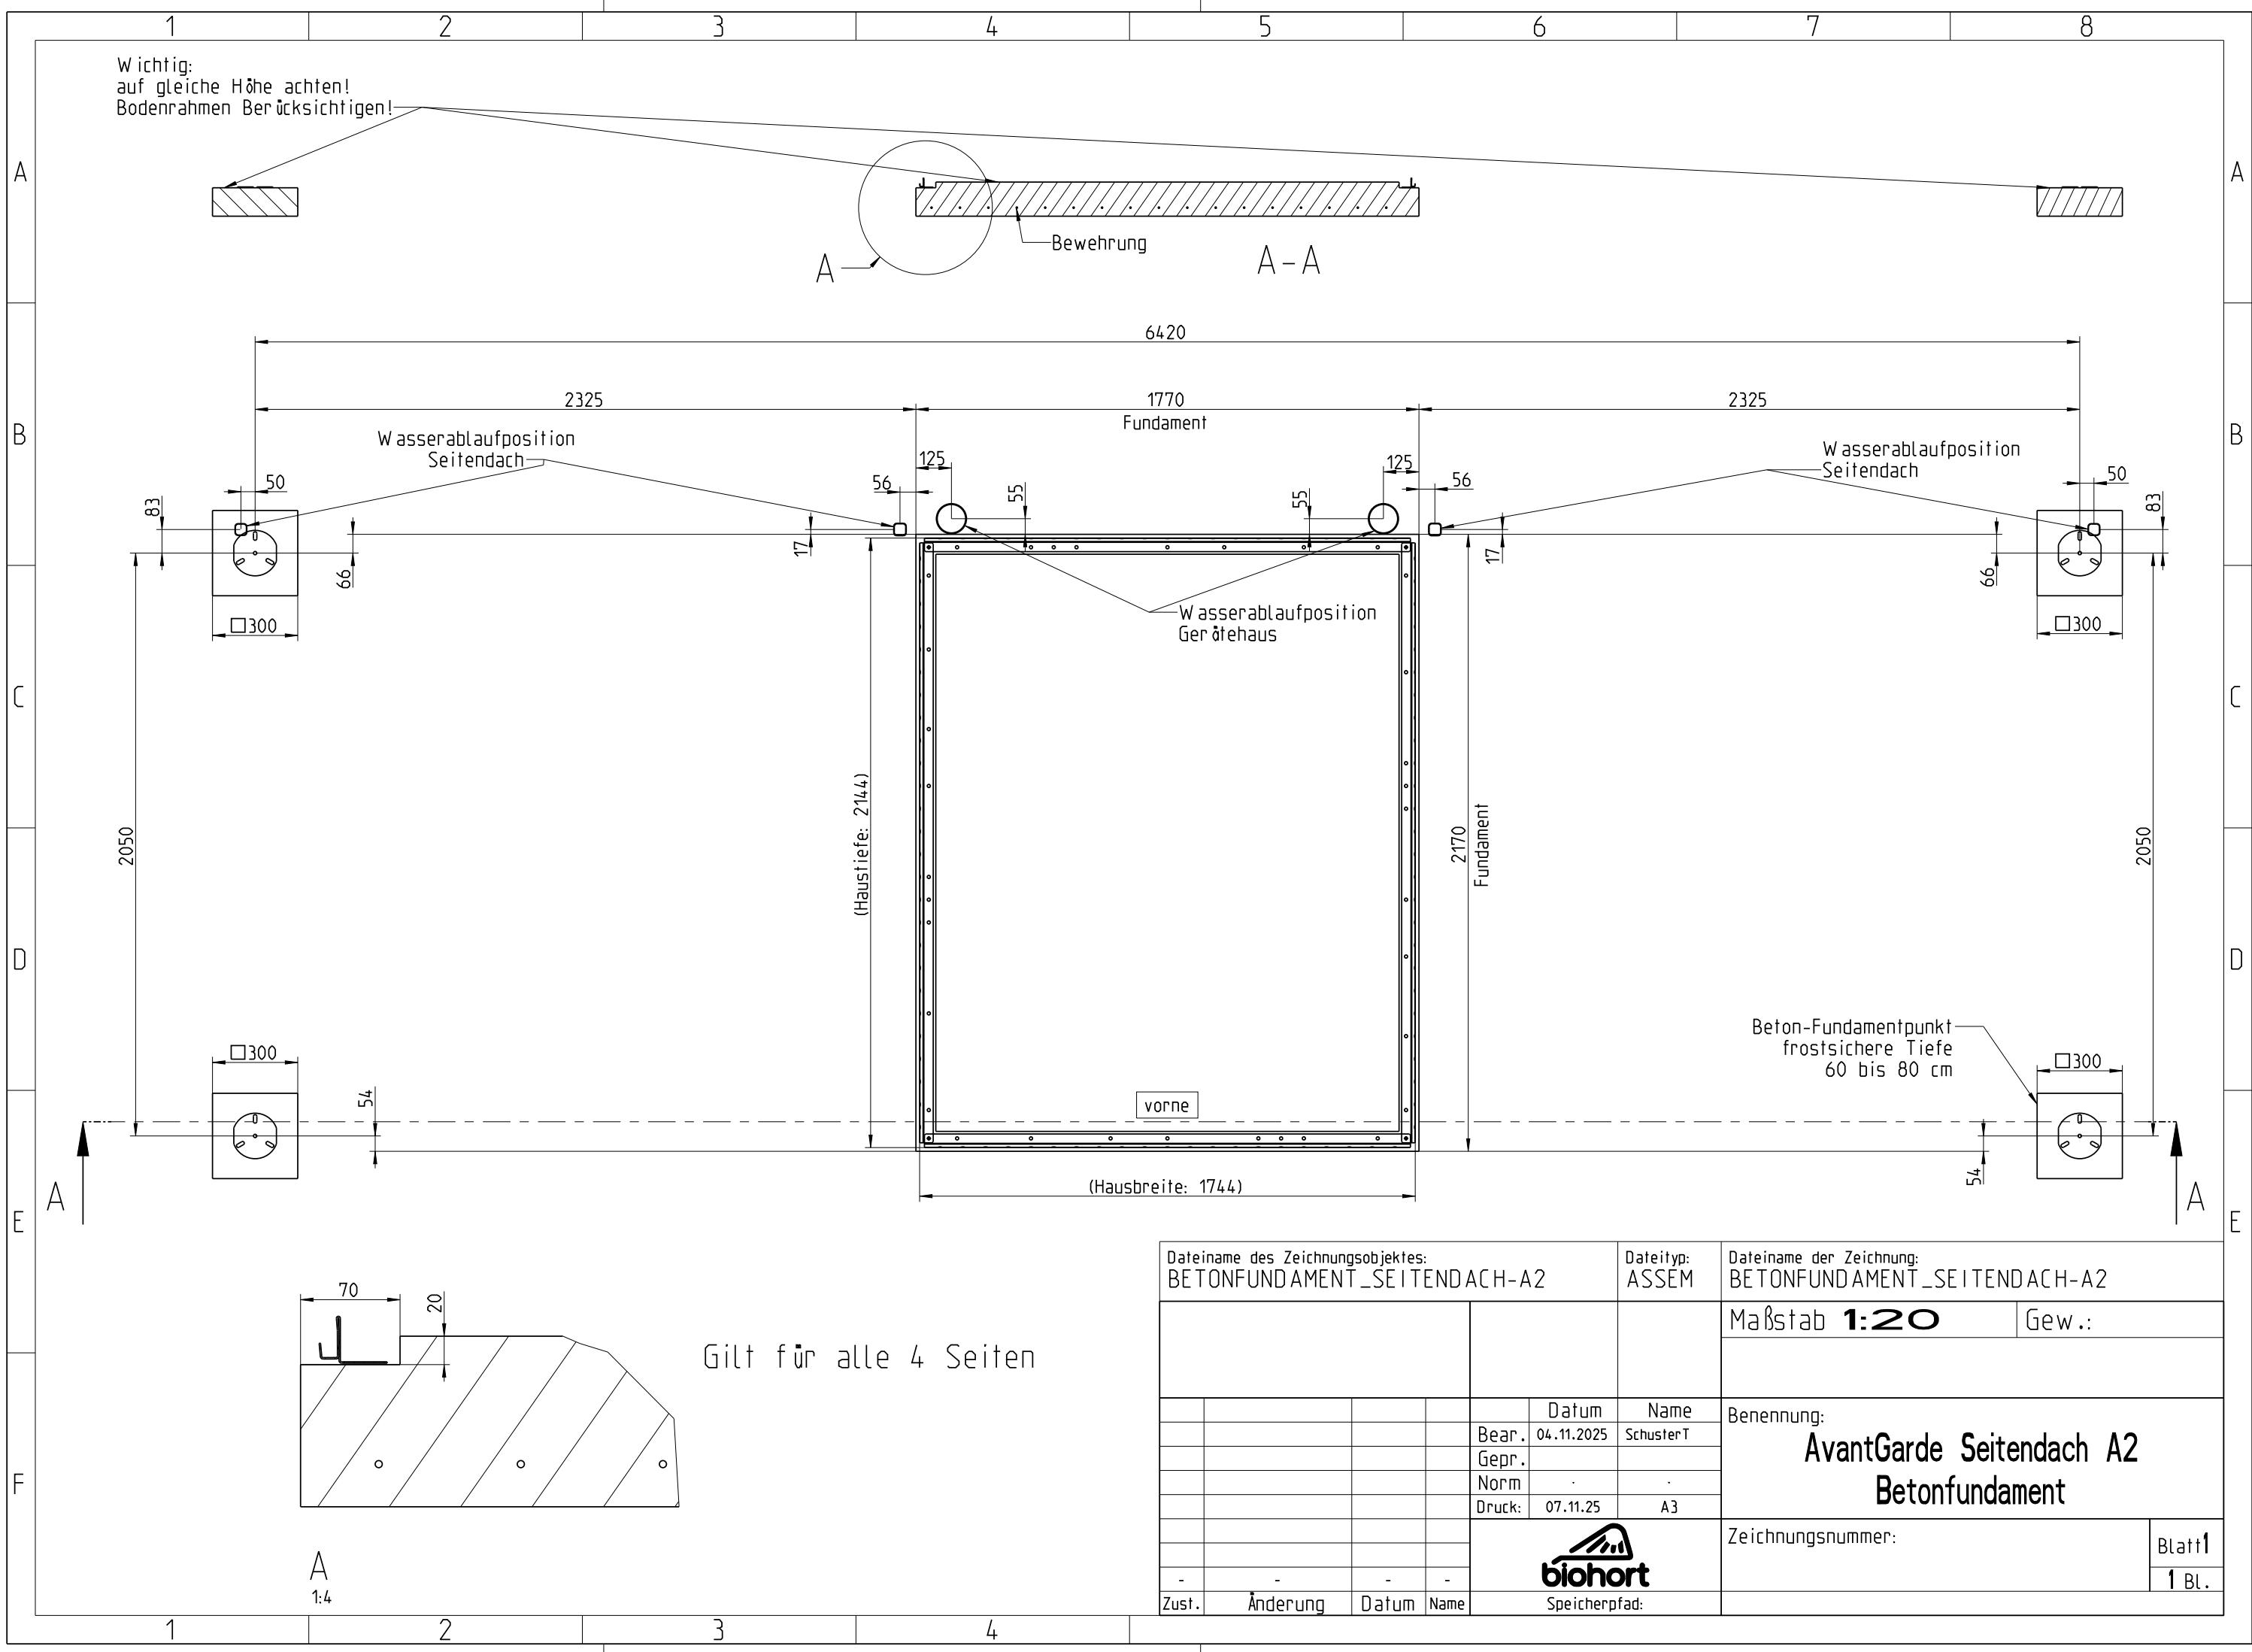 1 2 3 4 5 6 7 8
Wichtig:
auf gleiche Höhe achten!
Bodenrahmen Berücksichtigen!
A A
Bewehrung
A
A-A
6420
2325 1770 2325
Fundament
B B
Wasserablaufposition
Seitendach
Wasserablaufposition
Seitendach
125 125
50 56 55 55 56 50
83 83
17 17
66 66
□300 □300
Wasserablaufposition
Gerätehaus
C C
2050
(Haustiefe: 2144)
2170
Fundament
2050
D D
Beton-Fundamentpunkt
frostsichere Tiefe
60 bis 80 cm
□300 □300
54
vorne
54
A A
(Hausbreite: 1744)
E E
70
20
Gilt für alle 4 Seiten
F
A
1:4
Dateiname des Zeichnungsobjektes:
BETONFUNDAMENT_SEITENDACH-A2
Dateityp:
ASSEM
Dateiname der Zeichnung:
BETONFUNDAMENT_SEITENDACH-A2
Maßstab 1:20 Gew.:
Datum Name
Bear. 04.11.2025 SchusterT
Gepr.
Norm . .
Druck: 07.11.25 A3
Benennung:
AvantGarde Seitendach A2
Betonfundament
biohort
Zeichnungsnummer:
Blatt1
1 Bl.
- - - -
Zust. Änderung Datum Name
Speicherpfad:
1 2 3 4